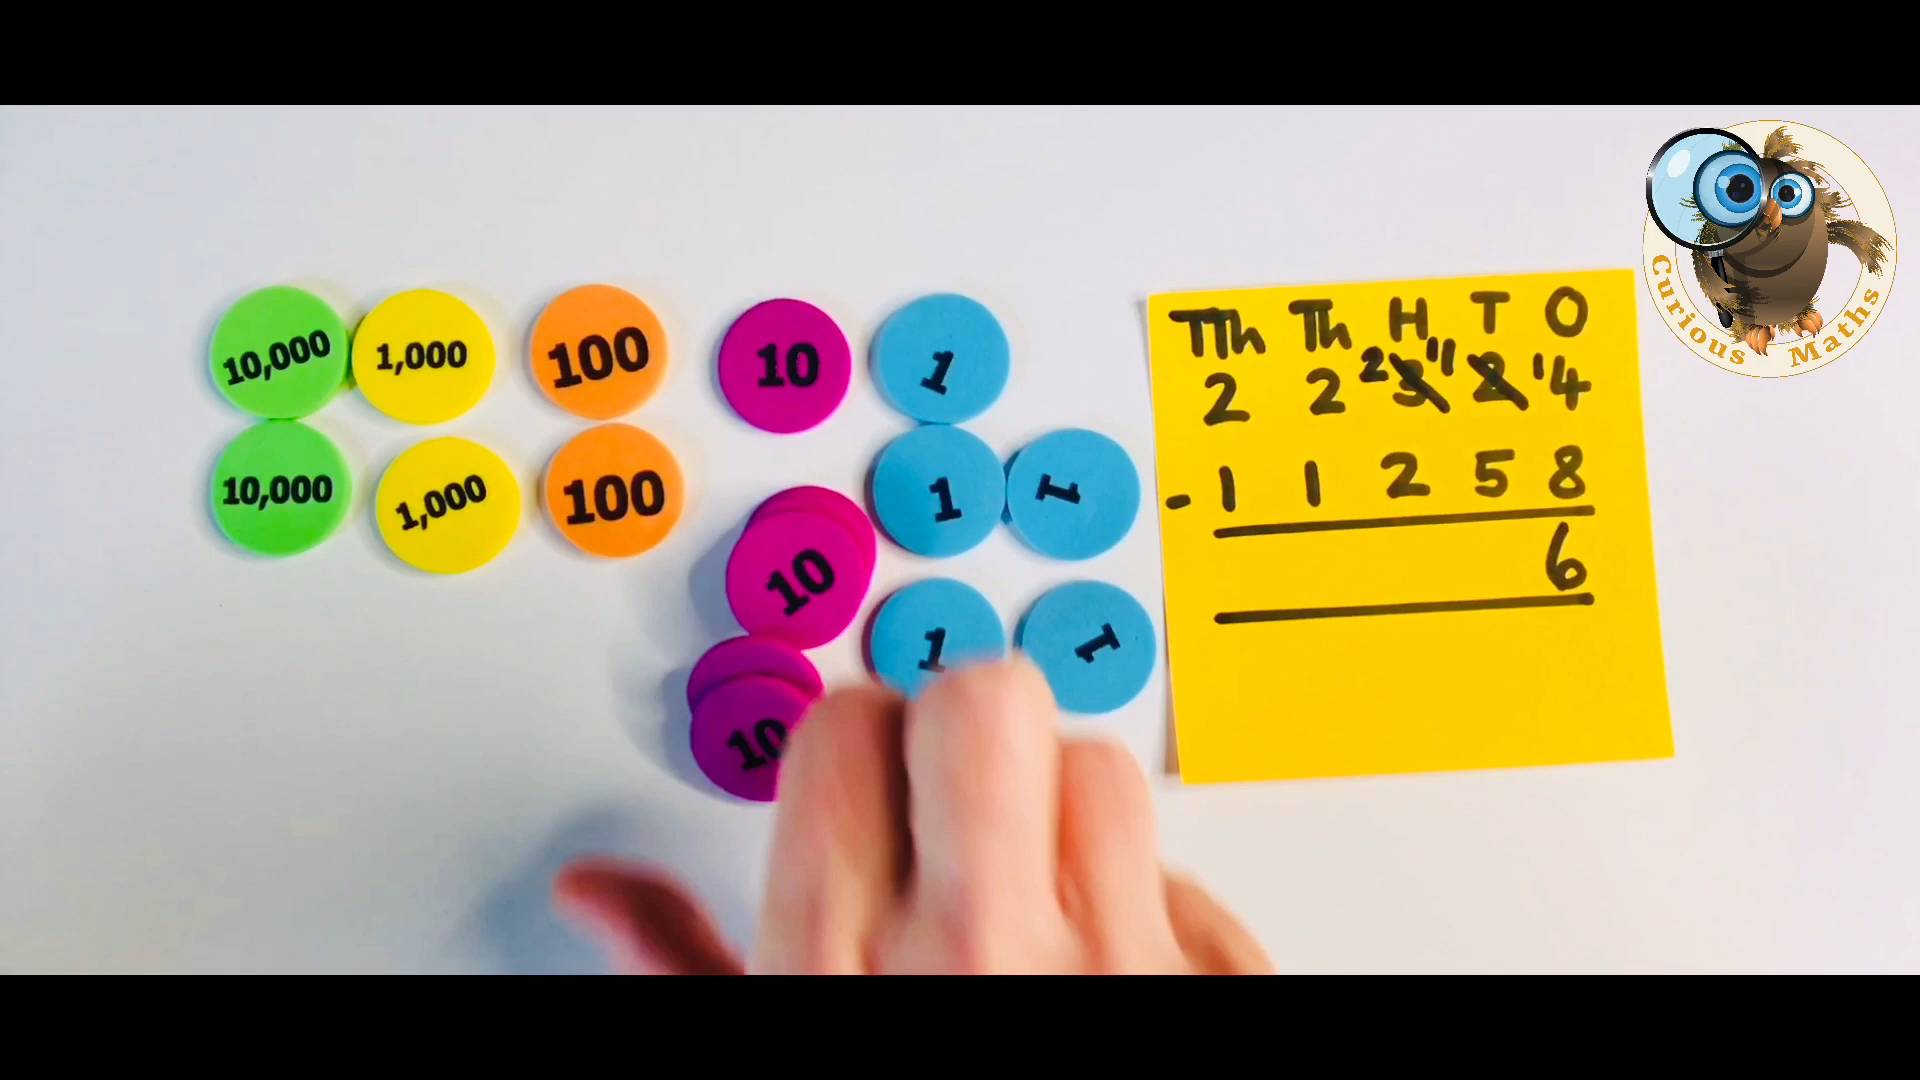 10,000 1,000 100 10 1
10,000 1,000 100 10 1 1
10 1 1
TTh Th H T O
2 2 2 3 11 2 14
- 1 1 2 5 8
6
Curious Maths